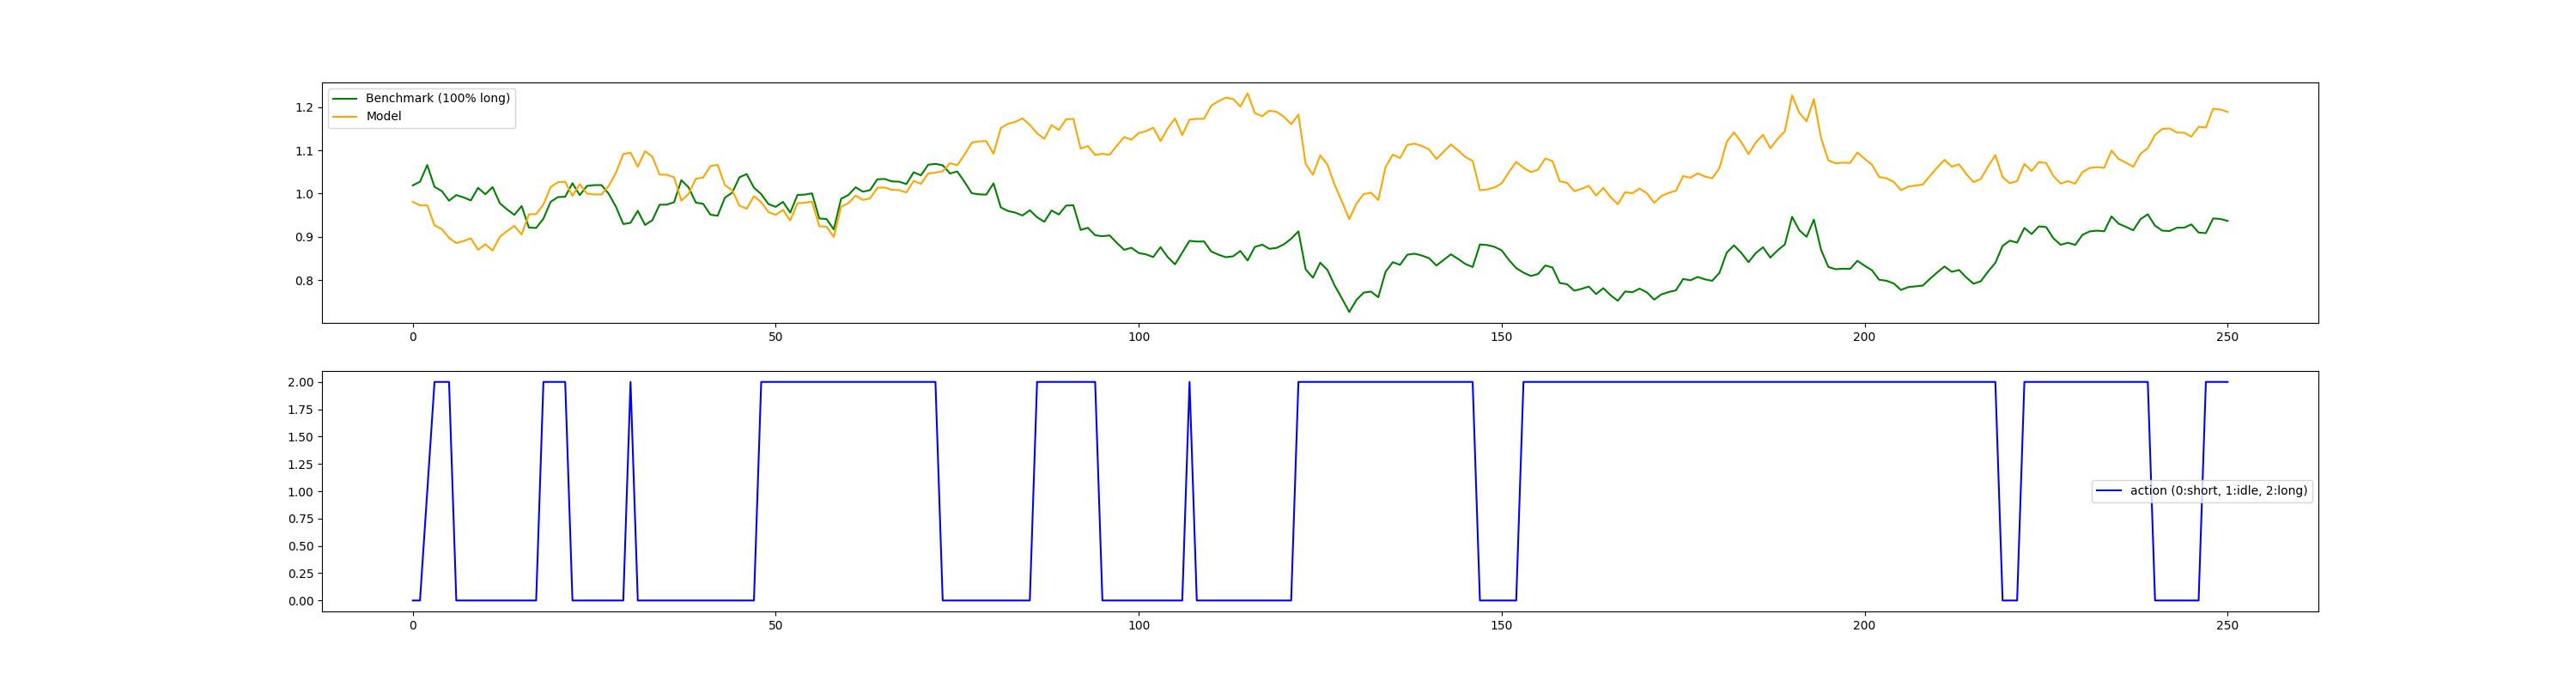 Benchmark (100% long)
Model
1.2
1.1
1.0
0.9
0.8
0 50 100 150 200 250
2.00
1.75
1.50
1.25
1.00
0.75
0.50
0.25
0.00
action (0:short, 1:idle, 2:long)
0 50 100 150 200 250